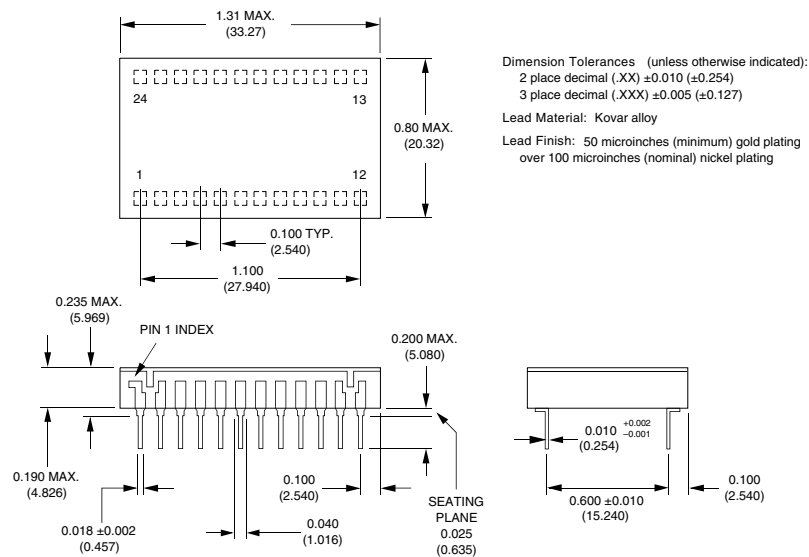 1.31 MAX.
(33.27)
Dimension Tolerances (unless otherwise indicated):
2 place decimal (.XX) ±0.010 (±0.254)
3 place decimal (.XXX) ±0.005 (±0.127)
Lead Material: Kovar alloy
Lead Finish: 50 microinches (minimum) gold plating
over 100 microinches (nominal) nickel plating
24
13
0.80 MAX.
(20.32)
1
12
0.100 TYP.
(2.540)
1.100
(27.940)
0.235 MAX.
(5.969)
PIN 1 INDEX
0.200 MAX.
(5.080)
0.190 MAX.
(4.826)
0.018 ±0.002
(0.457)
0.040
(1.016)
0.100
(2.540)
SEATING
PLANE
0.025
(0.635)
0.010 +0.002
−0.001
(0.254)
0.600 ±0.010
(15.240)
0.100
(2.540)